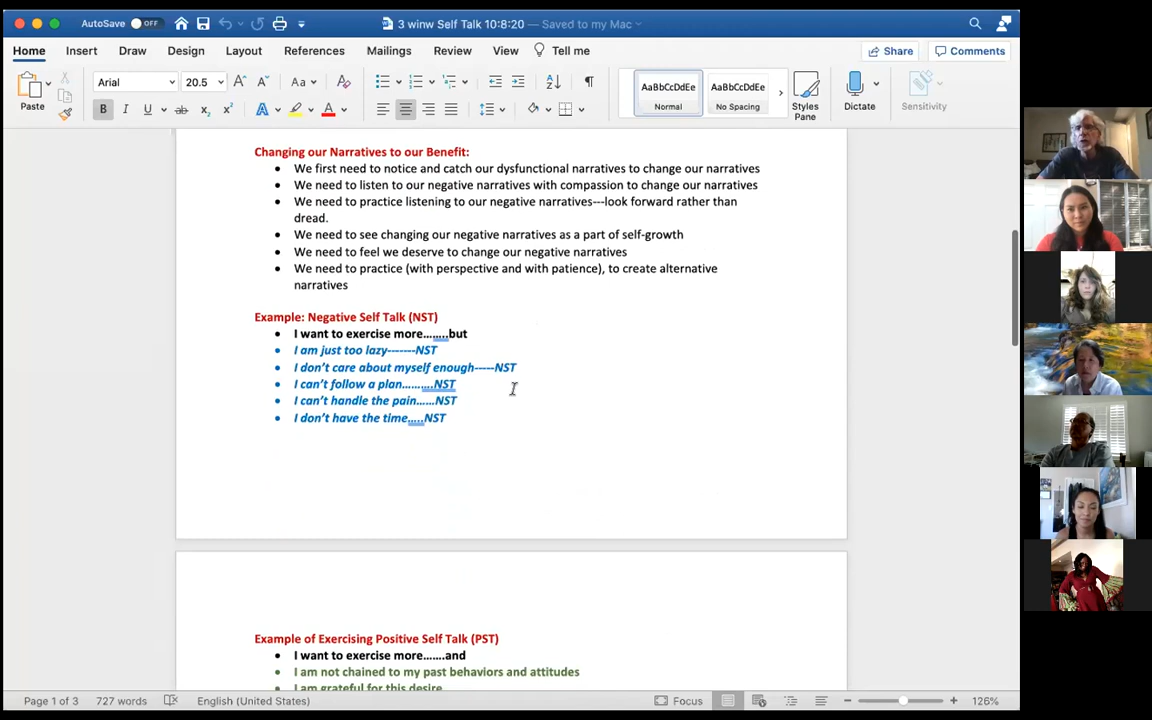 AutoSave OFF 3 winw Self Talk 10:8:20 — Saved to my Mac
Home Insert Draw Design Layout References Mailings Review View Tell me Share Comments
Arial 20.5 Aa AaBbCcDdEe AaBbCcDdEe
Paste B I U ab x₂ x² A A Normal No Spacing Styles Pane Dictate Sensitivity
Changing our Narratives to our Benefit:
• We first need to notice and catch our dysfunctional narratives to change our narratives
• We need to listen to our negative narratives with compassion to change our narratives
• We need to practice listening to our negative narratives---look forward rather than
dread.
• We need to see changing our negative narratives as a part of self-growth
• We need to feel we deserve to change our negative narratives
• We need to practice (with perspective and with patience), to create alternative
narratives
Example: Negative Self Talk (NST)
• I want to exercise more……..but
• I am just too lazy-------NST
• I don't care about myself enough-----NST
• I can't follow a plan……….NST
• I can't handle the pain……NST
• I don't have the time…..NST
Example of Exercising Positive Self Talk (PST)
• I want to exercise more…….and
• I am not chained to my past behaviors and attitudes
• I am grateful for this desire
Page 1 of 3 727 words English (United States) Focus 126%